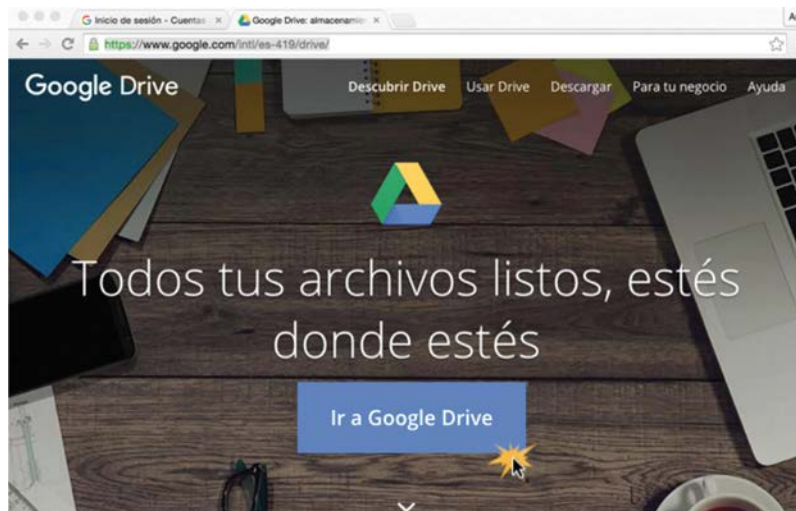 Inicio de sesión - Cuentas
Google Drive: almacenamien
https://www.google.com/intl/es-419/drive/
Google Drive
Descubrir Drive Usar Drive Descargar Para tu negocio Ayuda
Todos tus archivos listos, estés
donde estés
Ir a Google Drive